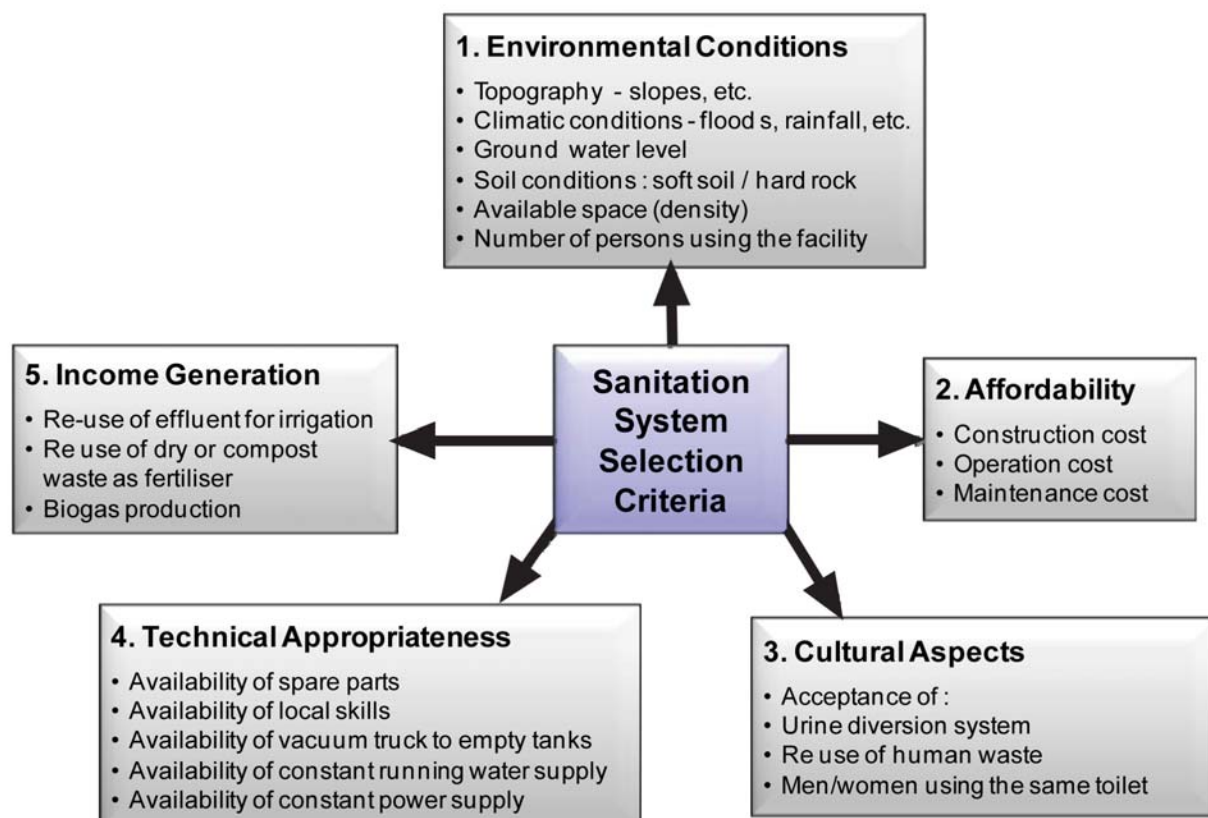 1. Environmental Conditions
• Topography - slopes, etc.
• Climatic conditions - flood s, rainfall, etc.
• Ground water level
• Soil conditions : soft soil / hard rock
• Available space (density)
• Number of persons using the facility
5. Income Generation
• Re-use of effluent for irrigation
• Re use of dry or compost
waste as fertiliser
• Biogas production
Sanitation
System
Selection
Criteria
2. Affordability
• Construction cost
• Operation cost
• Maintenance cost
4. Technical Appropriateness
• Availability of spare parts
• Availability of local skills
• Availability of vacuum truck to empty tanks
• Availability of constant running water supply
• Availability of constant power supply
3. Cultural Aspects
• Acceptance of :
• Urine diversion system
• Re use of human waste
• Men/women using the same toilet